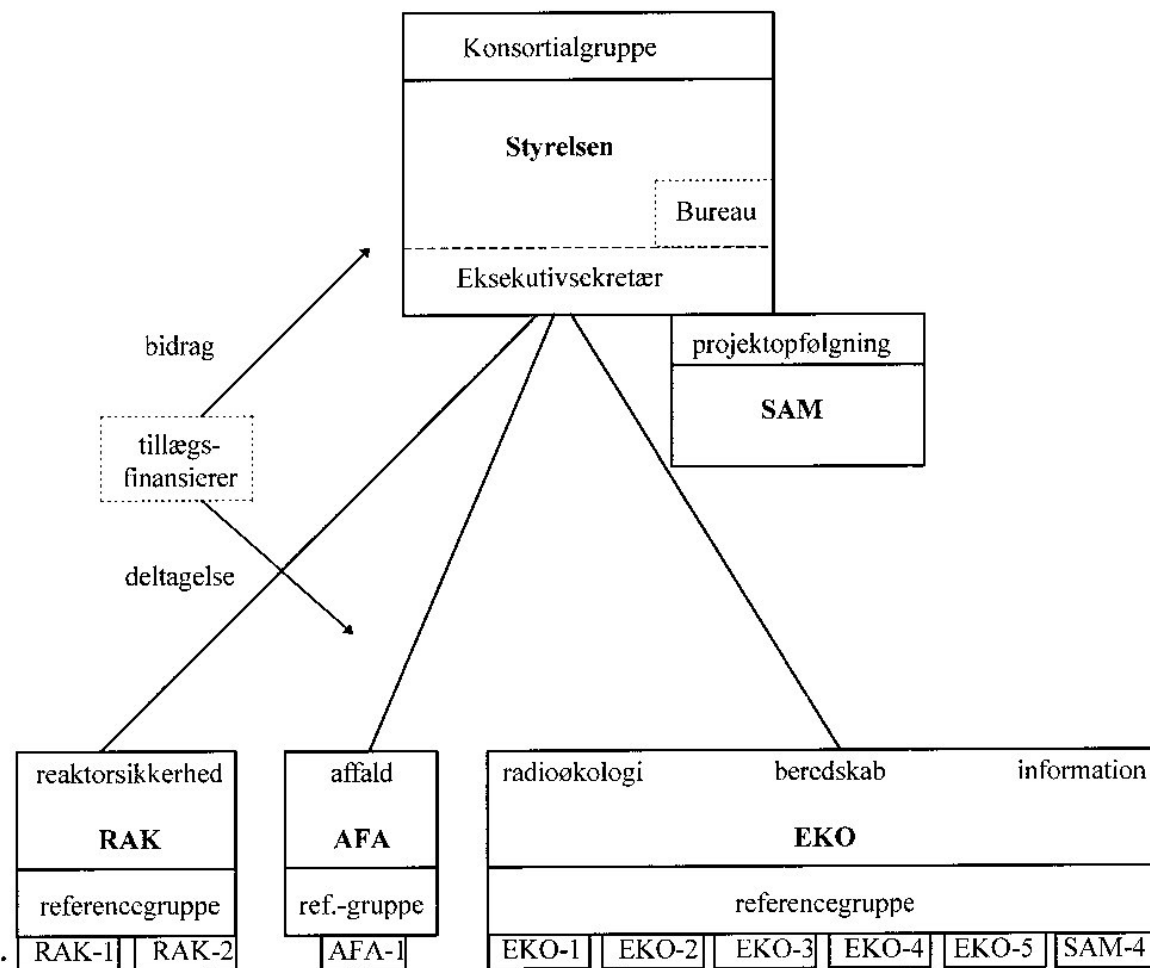 Konsortialgruppe
Styrelsen
Bureau
Eksekutivsekretær
projektopfølgning
SAM
bidrag
tillægs-
finansierer
deltagelse
reaktorsikkerhed
RAK
referencegruppe
RAK-1 RAK-2
affald
AFA
ref.-gruppe
AFA-1
radioøkologi beredskab information
EKO
referencegruppe
EKO-1 EKO-2 EKO-3 EKO-4 EKO-5 SAM-4